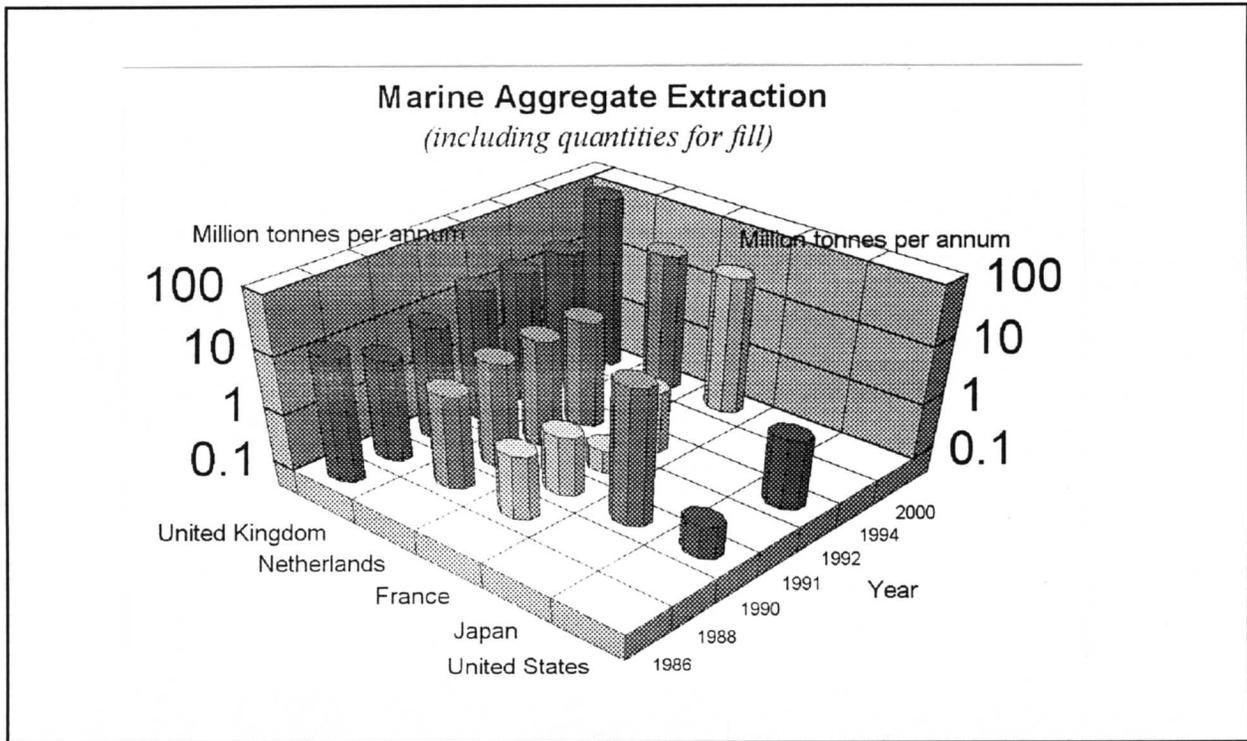 Marine Aggregate Extraction
(including quantities for fill)
Million tonnes per annum
Million tonnes per annum
100
10
1
0.1
100
10
1
0.1
United Kingdom
Netherlands
France
Japan
United States
1986
1988
1990
1991
1992
1994
2000
Year